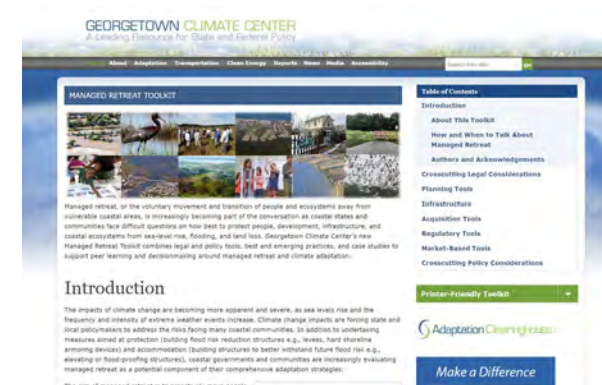 GEORGETOWN CLIMATE CENTER
A Leading Resource for State and Federal Policy
About Adaptation Transportation Clean Energy Reports News Media Accessibility
MANAGED RETREAT TOOLKIT
Managed retreat, or the voluntary movement and transition of people and ecosystems away from
vulnerable coastal areas, is increasingly becoming part of the conversation as coastal states and
communities face difficult questions on how best to protect people, development, infrastructure, and
coastal ecosystems from sea-level rise, flooding, and land loss. Georgetown Climate Center's new
Managed Retreat Toolkit combines legal and policy tools, best and emerging practices, and case studies to
support peer learning and decisionmaking around managed retreat and climate adaptation.
Introduction
The impacts of climate change are becoming more apparent and severe, as sea levels rise and the
frequency and intensity of extreme weather events increase. Climate change impacts are forcing state and
local policymakers to address the risks facing many coastal communities. In addition to undertaking
measures aimed at protection (building flood risk reduction structures e.g., levees, hard shoreline
armoring devices) and accommodation (building structures to better withstand future flood risk e.g.,
elevating or flood-proofing structures), coastal governments and communities are increasingly evaluating
managed retreat as a potential component of their comprehensive adaptation strategies.
Table of Contents
Introduction
About This Toolkit
How and When to Talk About
Managed Retreat
Authors and Acknowledgements
Crosscutting Legal Considerations
Planning Tools
Infrastructure
Acquisition Tools
Regulatory Tools
Market-Based Tools
Crosscutting Policy Considerations
Printer-Friendly Toolkit
Adaptation Clearinghouse
Make a Difference